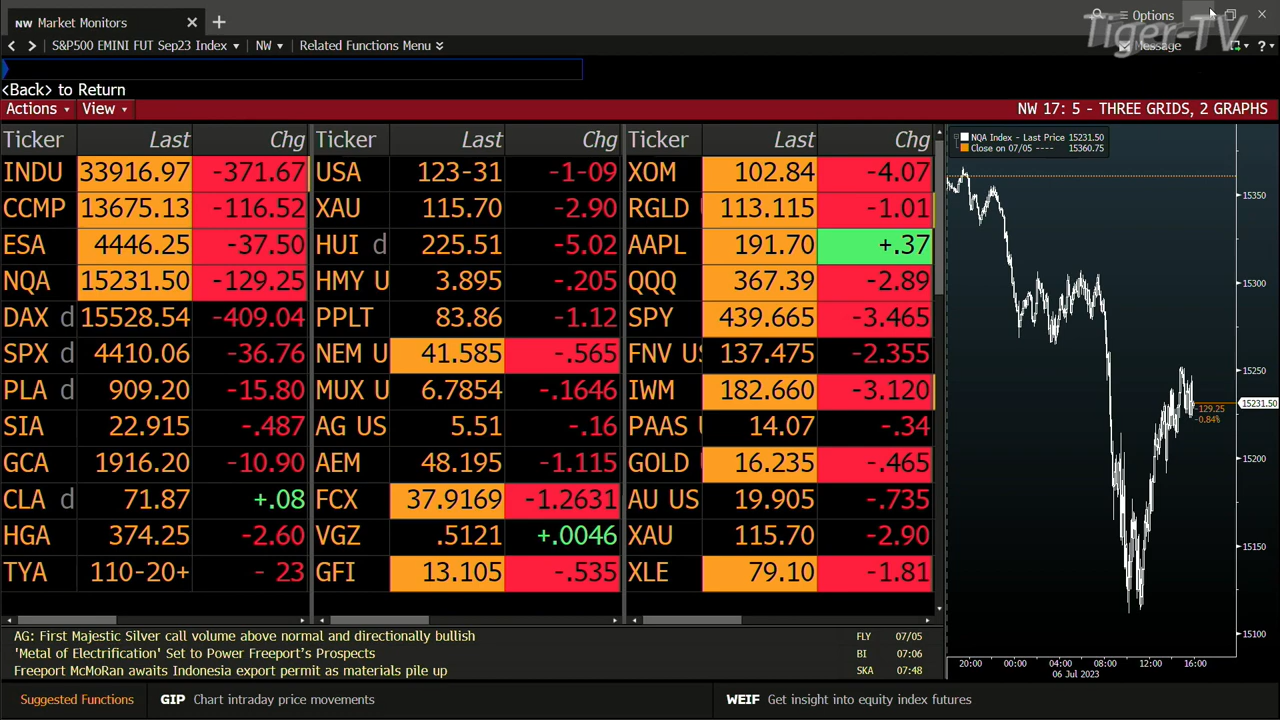 NW Market Monitors × +
Options
Tiger-TV
< > S&P500 EMINI FUT Sep23 Index NW Related Functions Menu
Message
?
<Back> to Return
Actions View NW 17: 5 - THREE GRIDS, 2 GRAPHS
Ticker Last Chg Ticker Last Chg Ticker Last Chg
INDU 33916.97 -371.67 USA 123-31 -1-09 XOM 102.84 -4.07
CCMP 13675.13 -116.52 XAU 115.70 -2.90 RGLD 113.115 -1.01
ESA 4446.25 -37.50 HUI d 225.51 -5.02 AAPL 191.70 +.37
NQA 15231.50 -129.25 HMY U 3.895 -.205 QQQ 367.39 -2.89
DAX d 15528.54 -409.04 PPLT 83.86 -1.12 SPY 439.665 -3.465
SPX d 4410.06 -36.76 NEM U 41.585 -.565 FNV US 137.475 -2.355
PLA d 909.20 -15.80 MUX U 6.7854 -.1646 IWM 182.660 -3.120
SIA 22.915 -.487 AG US 5.51 -.16 PAAS U 14.07 -.34
GCA 1916.20 -10.90 AEM 48.195 -1.115 GOLD 16.235 -.465
CLA d 71.87 +.08 FCX 37.9169 -1.2631 AU US 19.905 -.735
HGA 374.25 -2.60 VGZ .5121 +.0046 XAU 115.70 -2.90
TYA 110-20+ - 23 GFI 13.105 -.535 XLE 79.10 -1.81
NQA Index - Last Price 15231.50
Close on 07/05 ---- 15360.75
15350
15300
15250
15231.50
-129.25
-0.84%
15200
15150
15100
20:00 00:00 04:00 08:00 12:00 16:00
06 Jul 2023
AG: First Majestic Silver call volume above normal and directionally bullish FLY 07/05
'Metal of Electrification' Set to Power Freeport's Prospects BI 07:06
Freeport McMoRan awaits Indonesia export permit as materials pile up SKA 07:48
Suggested Functions GIP Chart intraday price movements WEIF Get insight into equity index futures